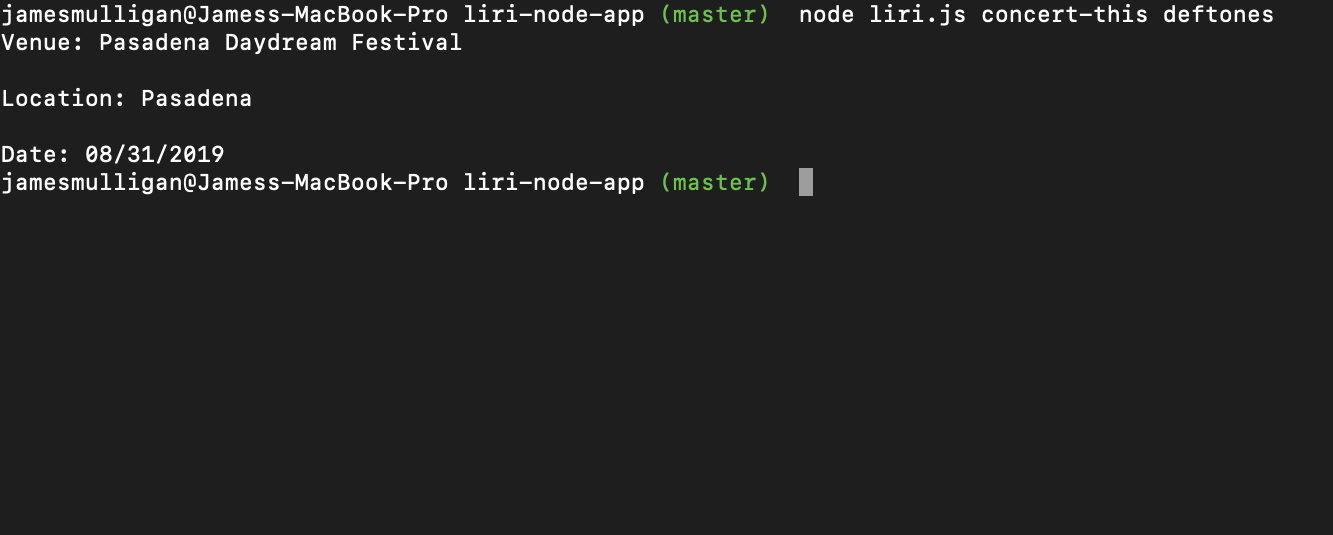 jamesmulligan@Jamess-MacBook-Pro liri-node-app (master)  node liri.js concert-this deftones
Venue: Pasadena Daydream Festival
Location: Pasadena
Date: 08/31/2019
jamesmulligan@Jamess-MacBook-Pro liri-node-app (master)